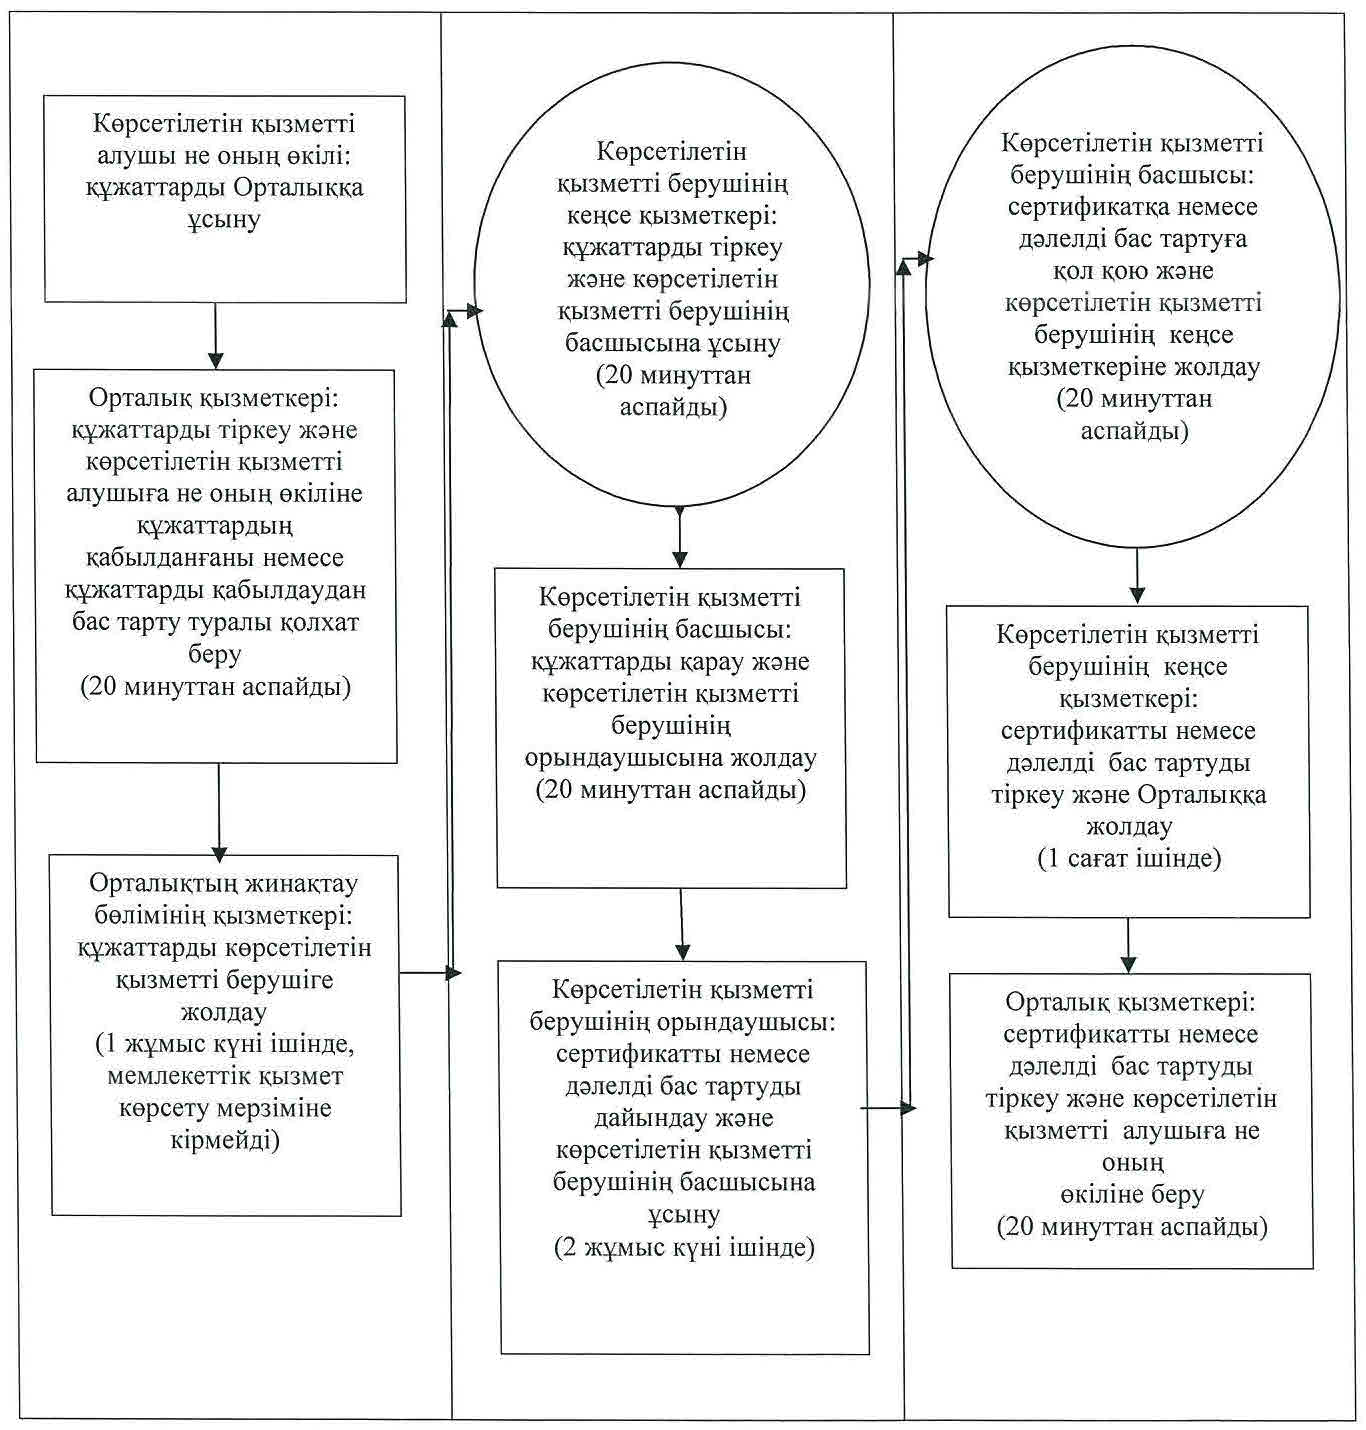 Көрсетілетін қызметті
алушы не оның өкілі:
құжаттарды Орталыққа
ұсыну
Орталық қызметкері:
құжаттарды тіркеу және
көрсетілетін қызметті
алушыға не оның өкіліне
құжаттардың
қабылданғаны немесе
құжаттарды қабылдаудан
бас тарту туралы қолхат
беру
(20 минуттан аспайды)
Орталықтың жинақтау
бөлімінің қызметкері:
құжаттарды көрсетілетін
қызметті берушіге
жолдау
(1 жұмыс күні ішінде,
мемлекеттік қызмет
көрсету мерзіміне
кірмейді)
Көрсетілетін
қызметті берушінің
кеңсе қызметкері:
құжаттарды тіркеу
және көрсетілетін
қызметті берушінің
басшысына ұсыну
(20 минуттан
аспайды)
Көрсетілетін қызметті
берушінің басшысы:
құжаттарды қарау және
көрсетілетін қызметті
берушінің
орындаушысына жолдау
(20 минуттан аспайды)
Көрсетілетін қызметті
берушінің орындаушысы:
сертификатты немесе
дәлелді бас тартуды
дайындау және
көрсетілетін қызметті
берушінің басшысына
ұсыну
(2 жұмыс күні ішінде)
Көрсетілетін қызметті
берушінің басшысы:
сертификатқа немесе
дәлелді бас тартуға
қол қою және
көрсетілетін қызметті
берушінің кеңсе
қызметкеріне жолдау
(20 минуттан
аспайды)
Көрсетілетін қызметті
берушінің кеңсе
қызметкері:
сертификатты немесе
дәлелді бас тартуды
тіркеу және Орталыққа
жолдау
(1 сағат ішінде)
Орталық қызметкері:
сертификатты немесе
дәлелді бас тартуды
тіркеу және көрсетілетін
қызметті алушыға не
оның
өкіліне беру
(20 минуттан аспайды)